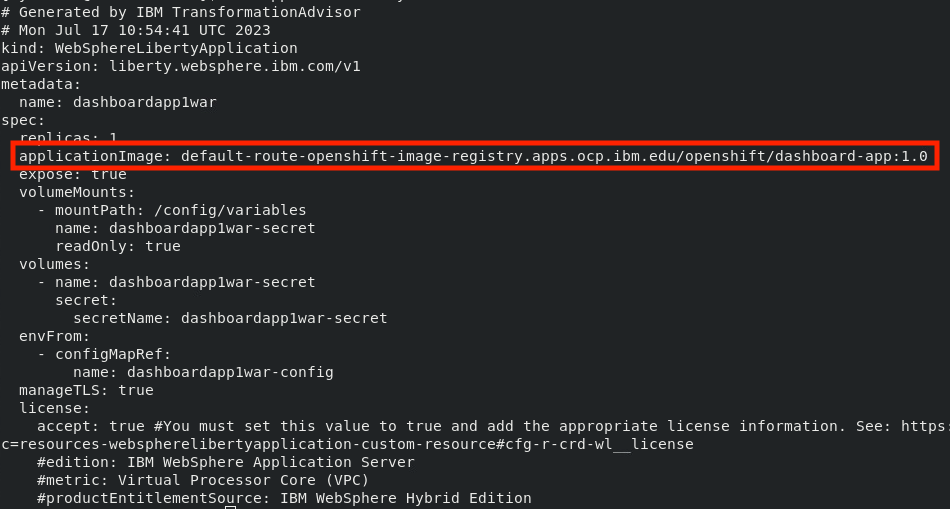 # Generated by IBM TransformationAdvisor
# Mon Jul 17 10:54:41 UTC 2023
kind: WebSphereLibertyApplication
apiVersion: liberty.websphere.ibm.com/v1
metadata:
  name: dashboardapp1war
spec:
  replicas: 1
  applicationImage: default-route-openshift-image-registry.apps.ocp.ibm.edu/openshift/dashboard-app:1.0
  expose: true
  volumeMounts:
    - mountPath: /config/variables
      name: dashboardapp1war-secret
      readOnly: true
  volumes:
    - name: dashboardapp1war-secret
      secret:
        secretName: dashboardapp1war-secret
  envFrom:
    - configMapRef:
        name: dashboardapp1war-config
  manageTLS: true
  license:
    accept: true #You must set this value to true and add the appropriate license information. See: https:
c=resources-webspherelibertyapplication-custom-resource#cfg-r-crd-wl__license
    #edition: IBM WebSphere Application Server
    #metric: Virtual Processor Core (VPC)
    #productEntitlementSource: IBM WebSphere Hybrid Edition